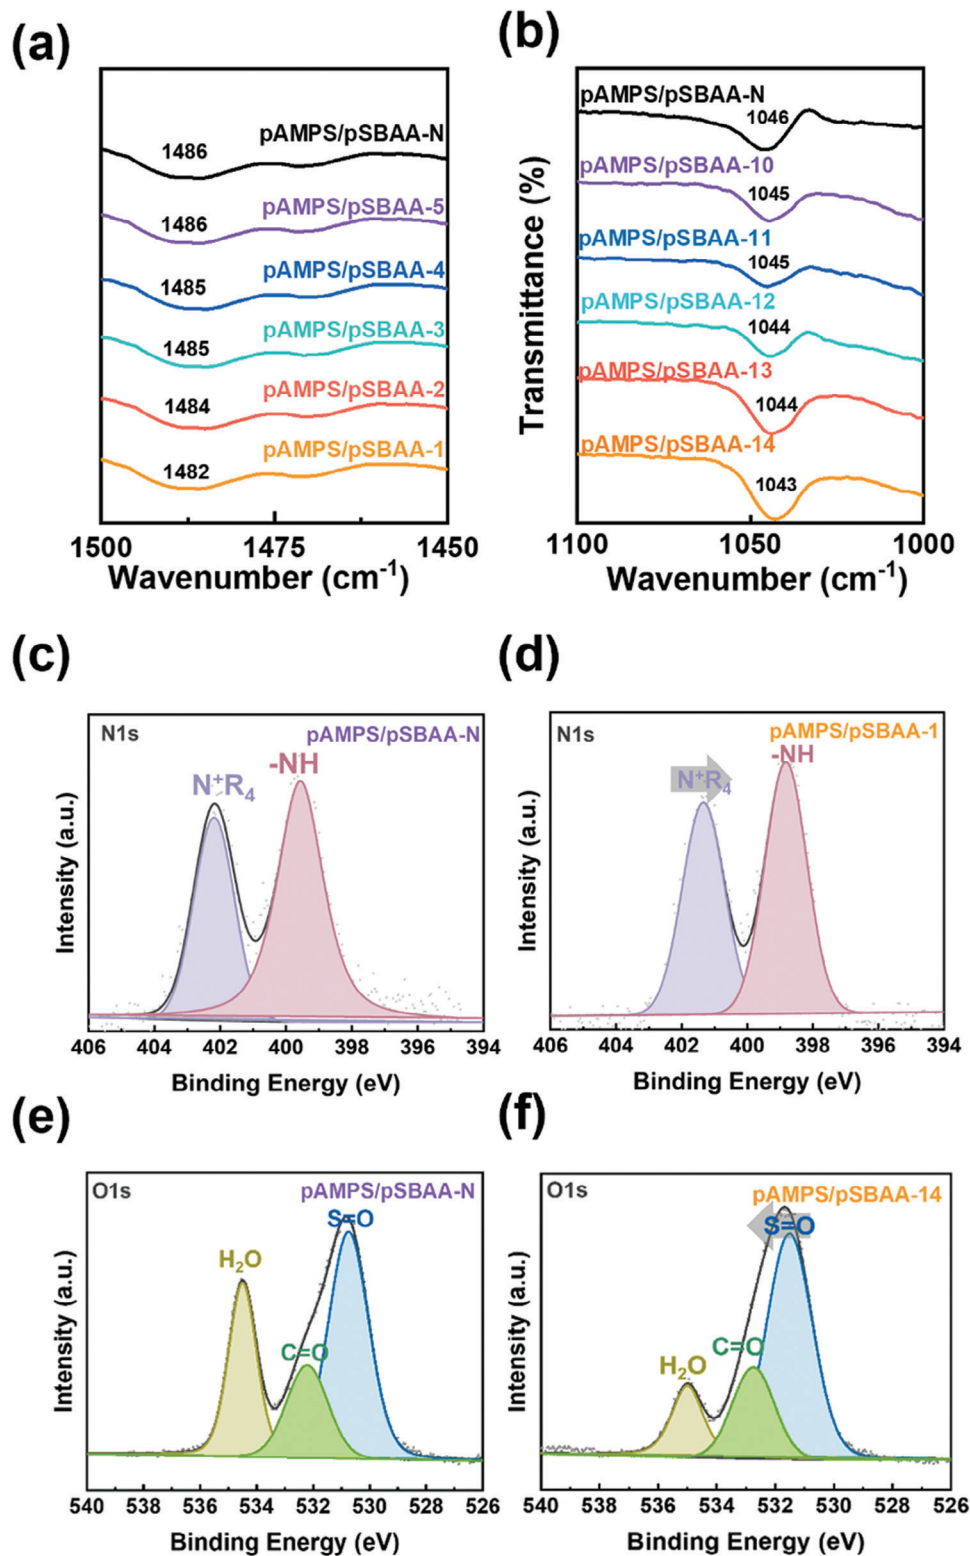 (a)
pAMPS/pSBAA-N
1486
pAMPS/pSBAA-5
1486
pAMPS/pSBAA-4
1485
pAMPS/pSBAA-3
1485
pAMPS/pSBAA-2
1484
pAMPS/pSBAA-1
1482
1500 1475 1450
Wavenumber (cm⁻¹)
(b)
Transmittance (%)
pAMPS/pSBAA-N
1046
pAMPS/pSBAA-10
1045
pAMPS/pSBAA-11
1045
pAMPS/pSBAA-12
1044
pAMPS/pSBAA-13
1044
pAMPS/pSBAA-14
1043
1100 1050 1000
Wavenumber (cm⁻¹)
(c)
N1s
pAMPS/pSBAA-N
N⁺R₄
-NH
Intensity (a.u.)
406 404 402 400 398 396 394
Binding Energy (eV)
(d)
N1s
pAMPS/pSBAA-1
N⁺R₄
-NH
Intensity (a.u.)
406 404 402 400 398 396 394
Binding Energy (eV)
(e)
O1s
pAMPS/pSBAA-N
S=O
H₂O
C=O
Intensity (a.u.)
540 538 536 534 532 530 528 526
Binding Energy (eV)
(f)
O1s
pAMPS/pSBAA-14
S=O
C=O
H₂O
Intensity (a.u.)
540 538 536 534 532 530 528 526
Binding Energy (eV)